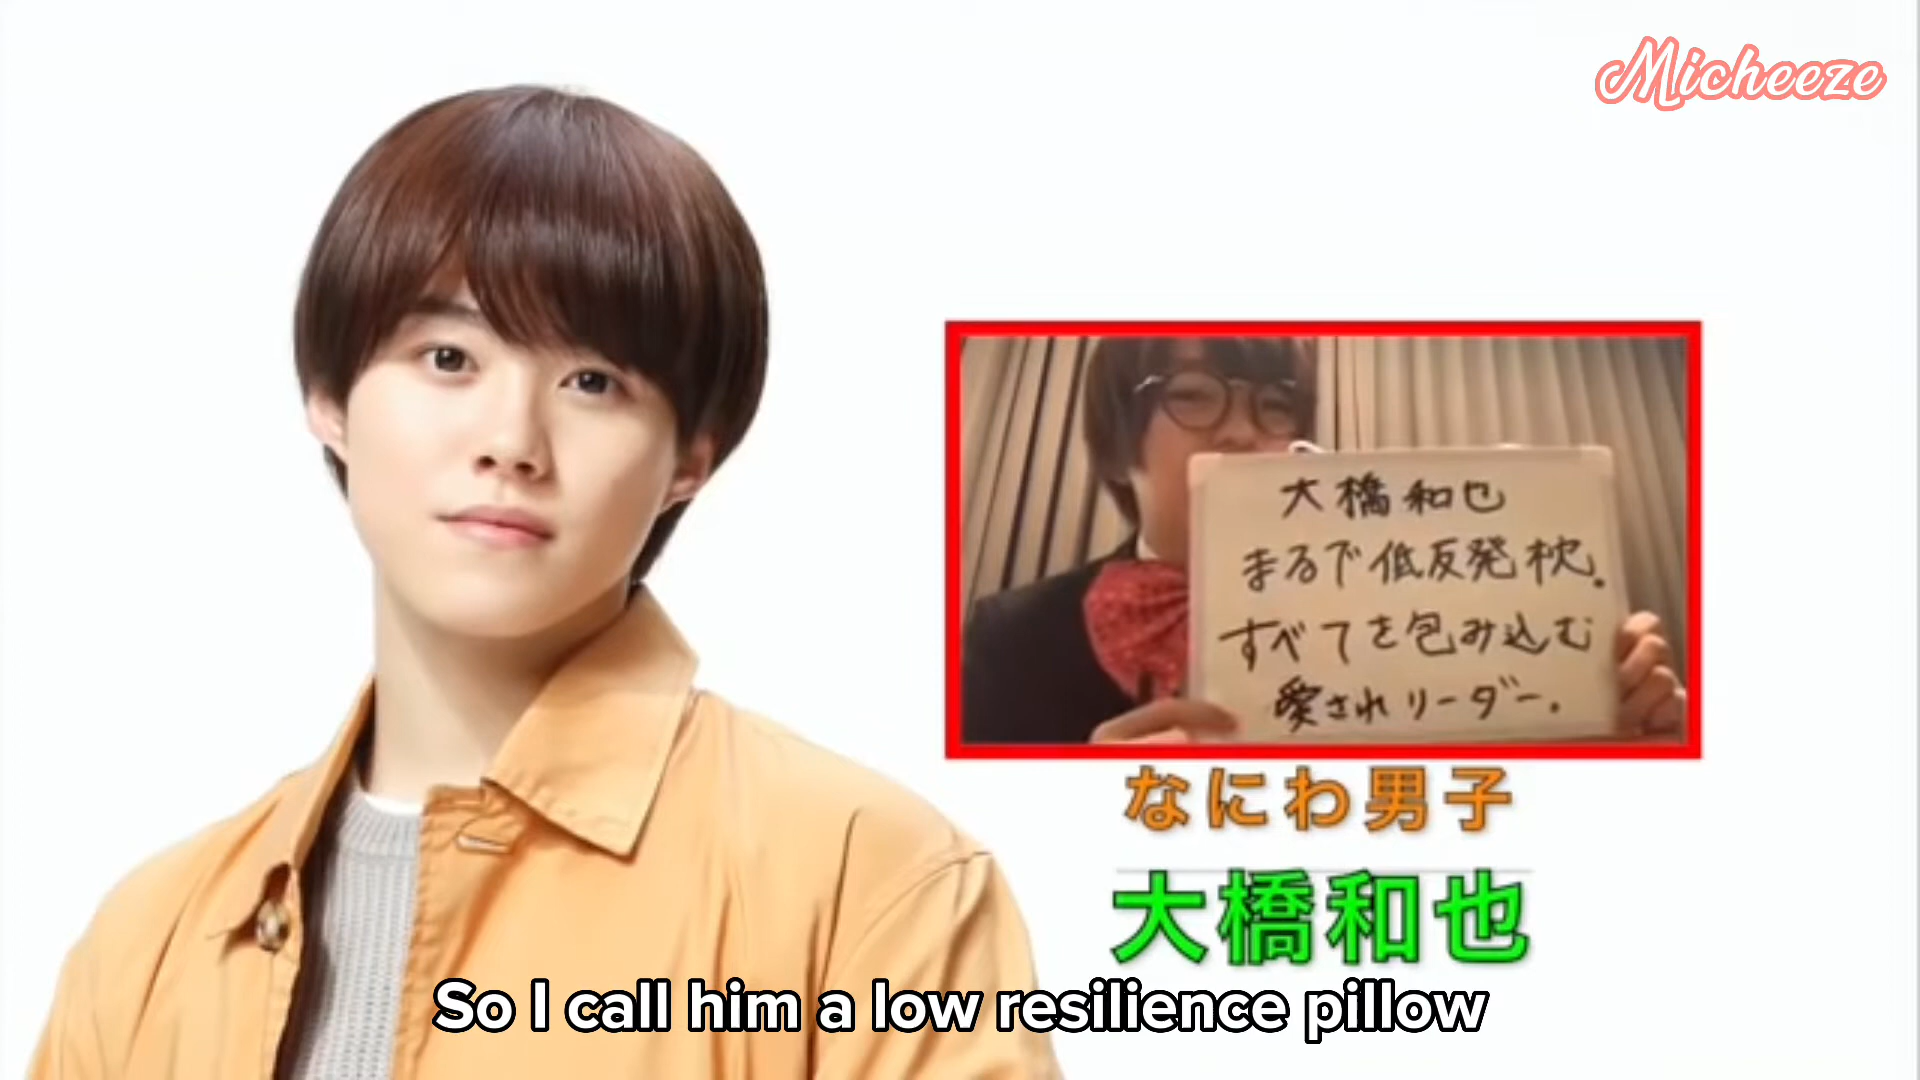 Micheeze
大橋和也
まるで低反発枕。
すべてを包み込む
愛されリーダー。
なにわ男子
大橋和也
So I call him a low resilience pillow